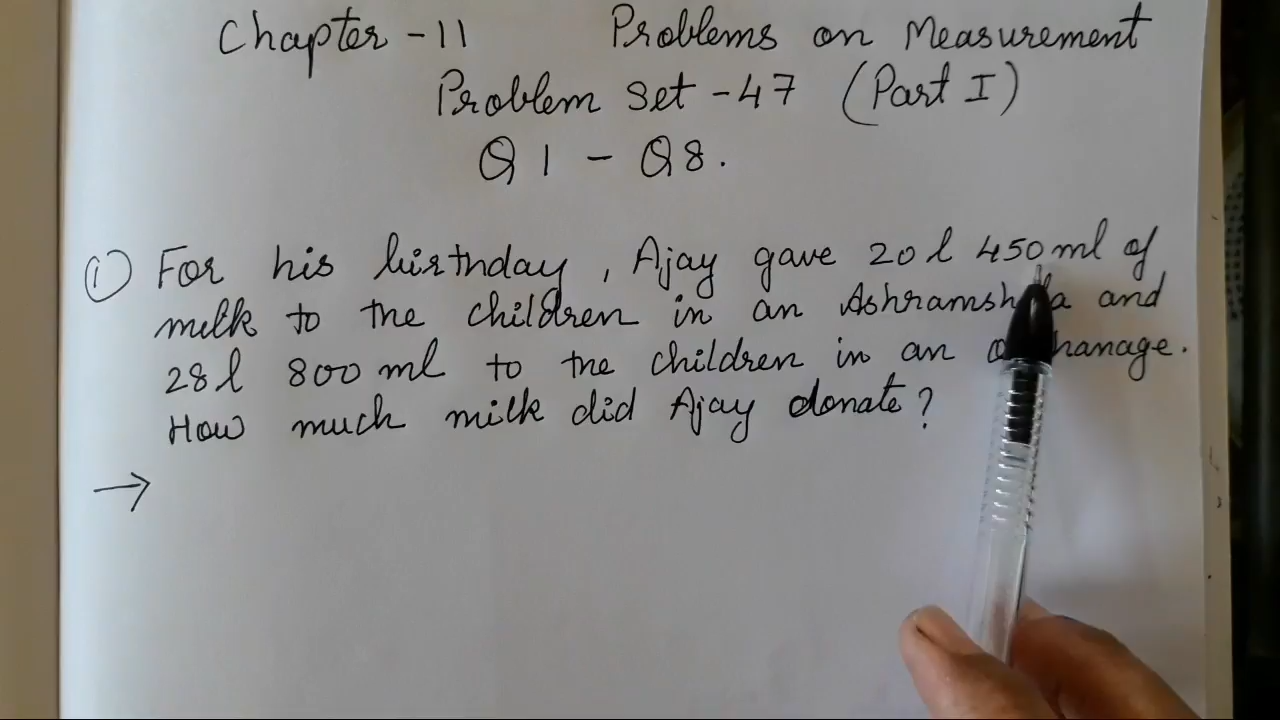 Chapter - 11 Problems on Measurement
Problem Set - 47 (Part I)
Q 1 - Q8.
① For his birthday, Ajay gave 20 l 450 ml of
milk to the children in an and
28 l 800 ml to the children in an
How much milk did Ajay donate?
→